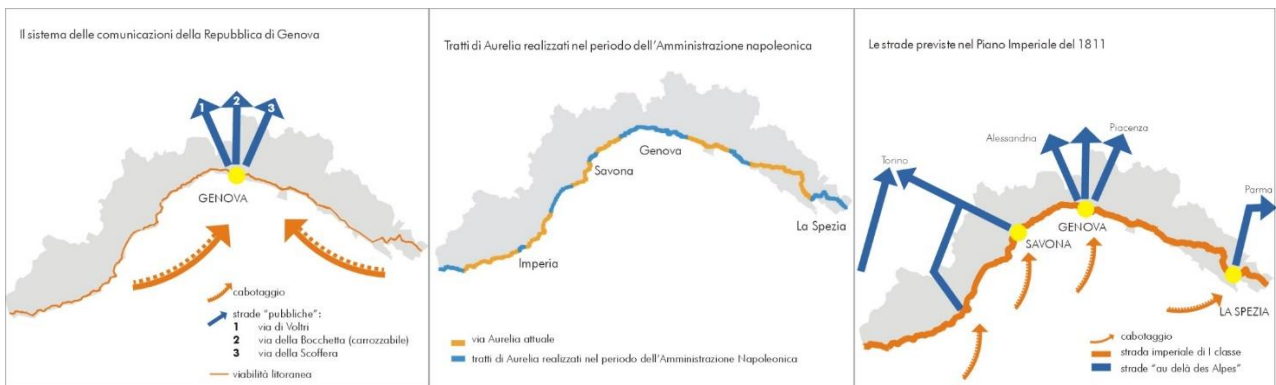 Il sistema delle comunicazioni della Repubblica di Genova
1
2
3
GENOVA
cabotaggio
strade "pubbliche":
1 via di Voltri
2 via della Bocchetta (carrozzabile)
3 via della Scoffera
viabilità litoranea
Tratti di Aurelia realizzati nel periodo dell'Amministrazione napoleonica
Genova
Savona
La Spezia
Imperia
via Aurelia attuale
tratti di Aurelia realizzati nel periodo dell'Amministrazione Napoleonica
Le strade previste nel Piano Imperiale del 1811
Piacenza
Alessandria
Torino
Parma
GENOVA
SAVONA
LA SPEZIA
cabotaggio
strada imperiale di I classe
strade "au delà des Alpes"